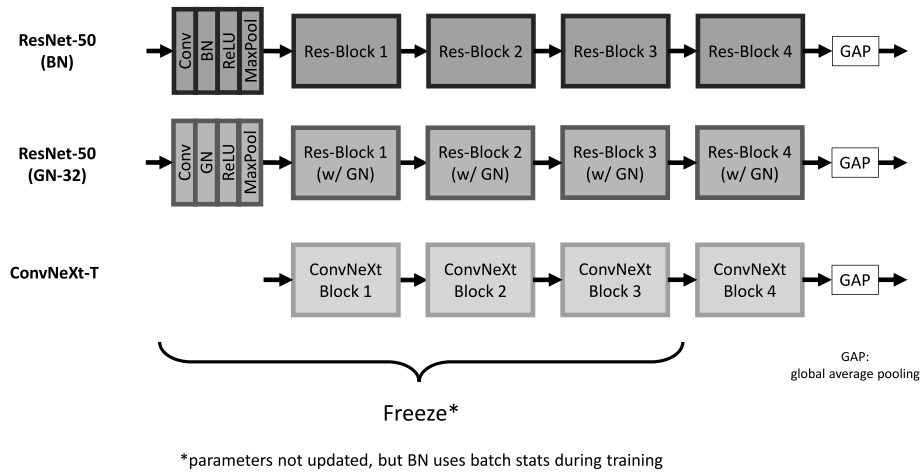 ResNet-50
(BN)
Conv
BN
ReLU
MaxPool
Res-Block 1
Res-Block 2
Res-Block 3
Res-Block 4
GAP
ResNet-50
(GN-32)
Conv
GN
ReLU
MaxPool
Res-Block 1
(w/ GN)
Res-Block 2
(w/ GN)
Res-Block 3
(w/ GN)
Res-Block 4
(w/ GN)
GAP
ConvNeXt-T
ConvNeXt
Block 1
ConvNeXt
Block 2
ConvNeXt
Block 3
ConvNeXt
Block 4
GAP
GAP:
global average pooling
Freeze*
*parameters not updated, but BN uses batch stats during training